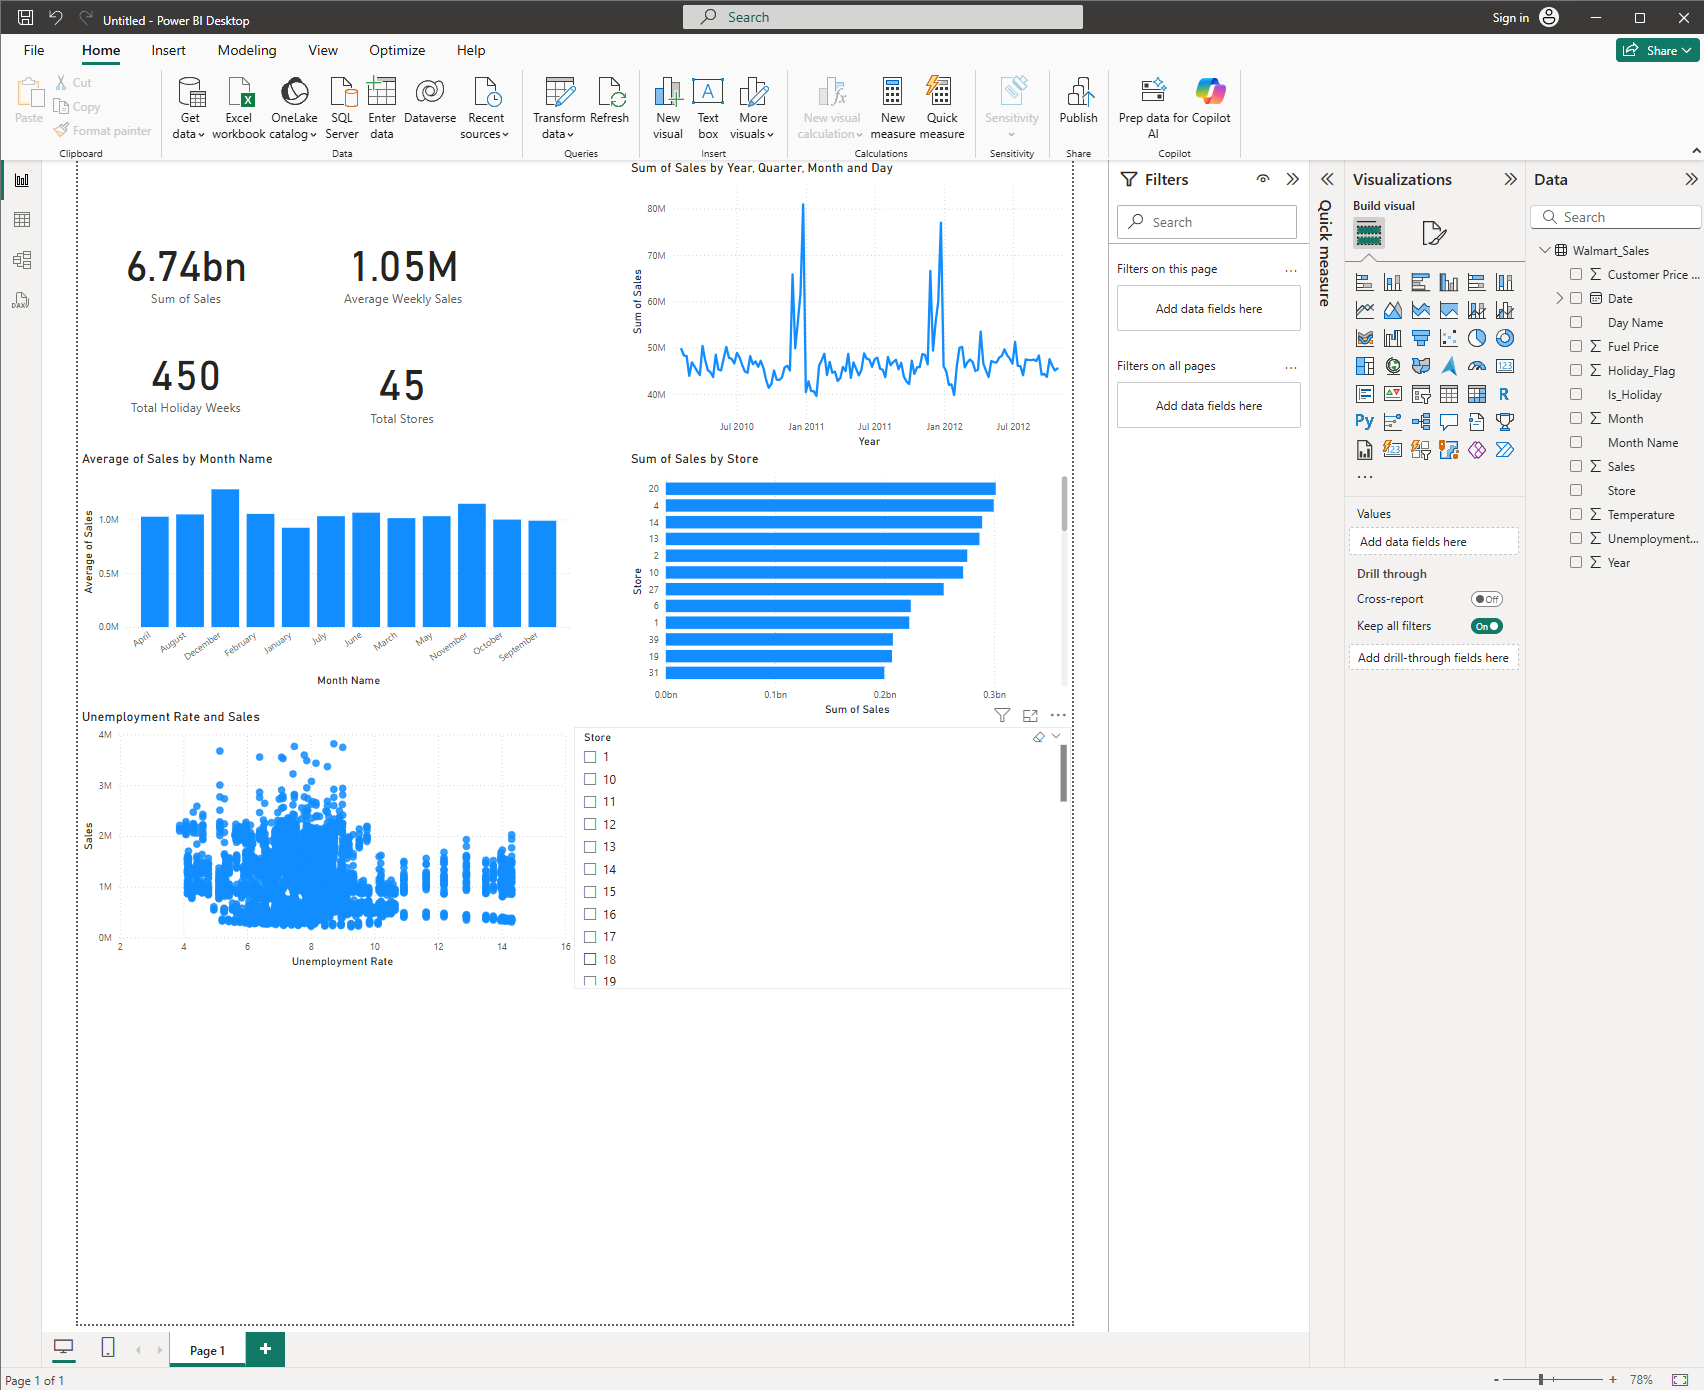 Untitled - Power BI Desktop
Search
Sign in
File Home Insert Modeling View Optimize Help
Share
Paste
Cut
Copy
Format painter
Clipboard
Get data
Excel workbook
OneLake catalog
SQL Server
Enter data
Dataverse
Recent sources
Data
Transform data
Refresh
Queries
New visual
Text box
More visuals
Insert
New visual calculation
New measure
Quick measure
Calculations
Sensitivity
Sensitivity
Publish
Share
Prep data for AI
Copilot
Copilot
6.74bn
Sum of Sales
1.05M
Average Weekly Sales
450
Total Holiday Weeks
45
Total Stores
Sum of Sales by Year, Quarter, Month and Day
Sum of Sales
80M
70M
60M
50M
40M
Jul 2010 Jan 2011 Jul 2011 Jan 2012 Jul 2012
Year
Average of Sales by Month Name
Average of Sales
1.0M
0.5M
0.0M
April August December February January July June March May November October September
Month Name
Sum of Sales by Store
Store
20
4
14
13
2
10
27
6
1
39
19
31
0.0bn 0.1bn 0.2bn 0.3bn
Sum of Sales
Unemployment Rate and Sales
Sales
4M
3M
2M
1M
0M
2 4 6 8 10 12 14 16
Unemployment Rate
Store
1
10
11
12
13
14
15
16
17
18
19
Filters
Search
Filters on this page ...
Add data fields here
Filters on all pages ...
Add data fields here
Quick measure
Visualizations
Build visual
123
R
Py
123
...
Values
Add data fields here
Drill through
Cross-report Off
Keep all filters On
Add drill-through fields here
Data
Search
Walmart_Sales
Customer Price ...
Date
Day Name
Fuel Price
Holiday_Flag
Is_Holiday
Month
Month Name
Sales
Store
Temperature
Unemployment...
Year
Page 1
+
Page 1 of 1
- + 78%